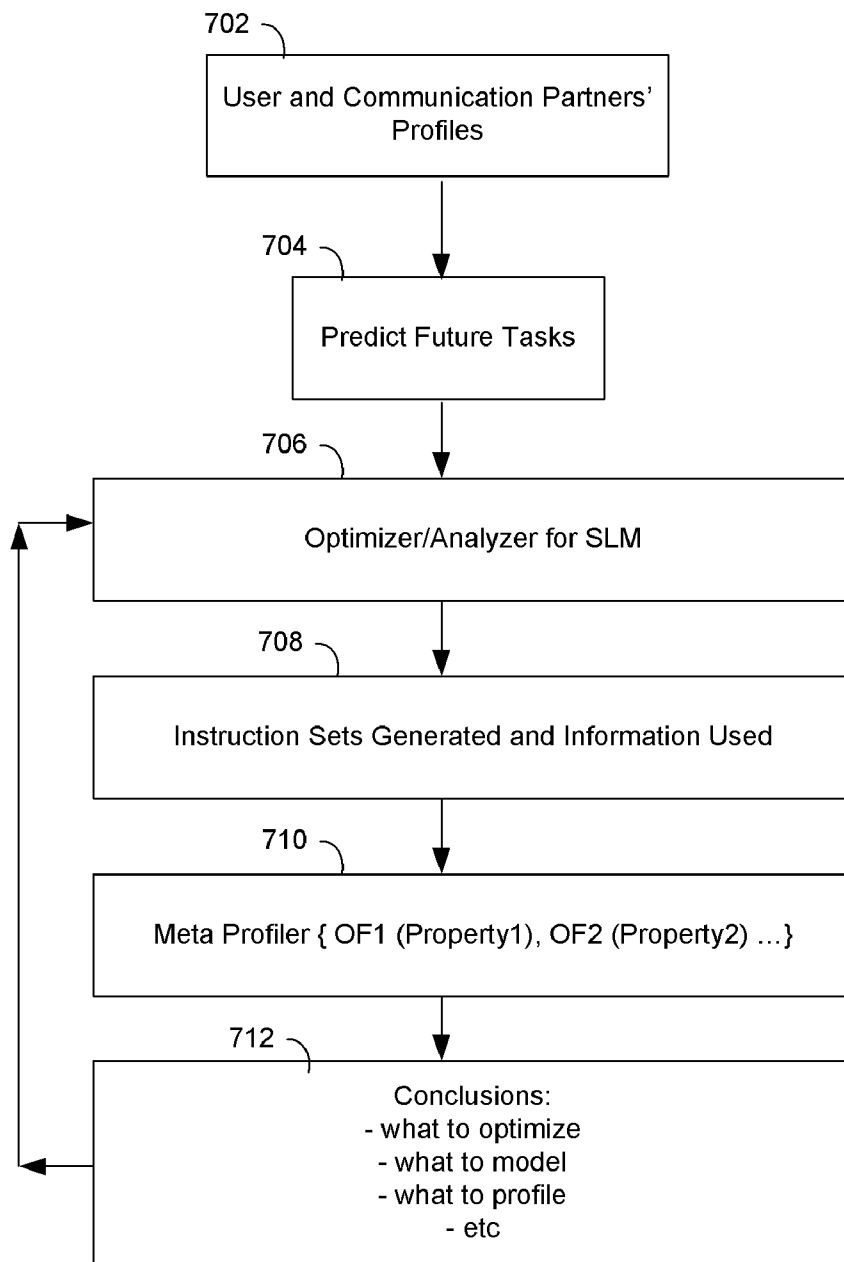 702
User and Communication Partners’
Profiles
704
Predict Future Tasks
706
Optimizer/Analyzer for SLM
708
Instruction Sets Generated and Information Used
710
Meta Profiler { OF1 (Property1), OF2 (Property2) ...}
712
Conclusions:
- what to optimize
- what to model
- what to profile
- etc